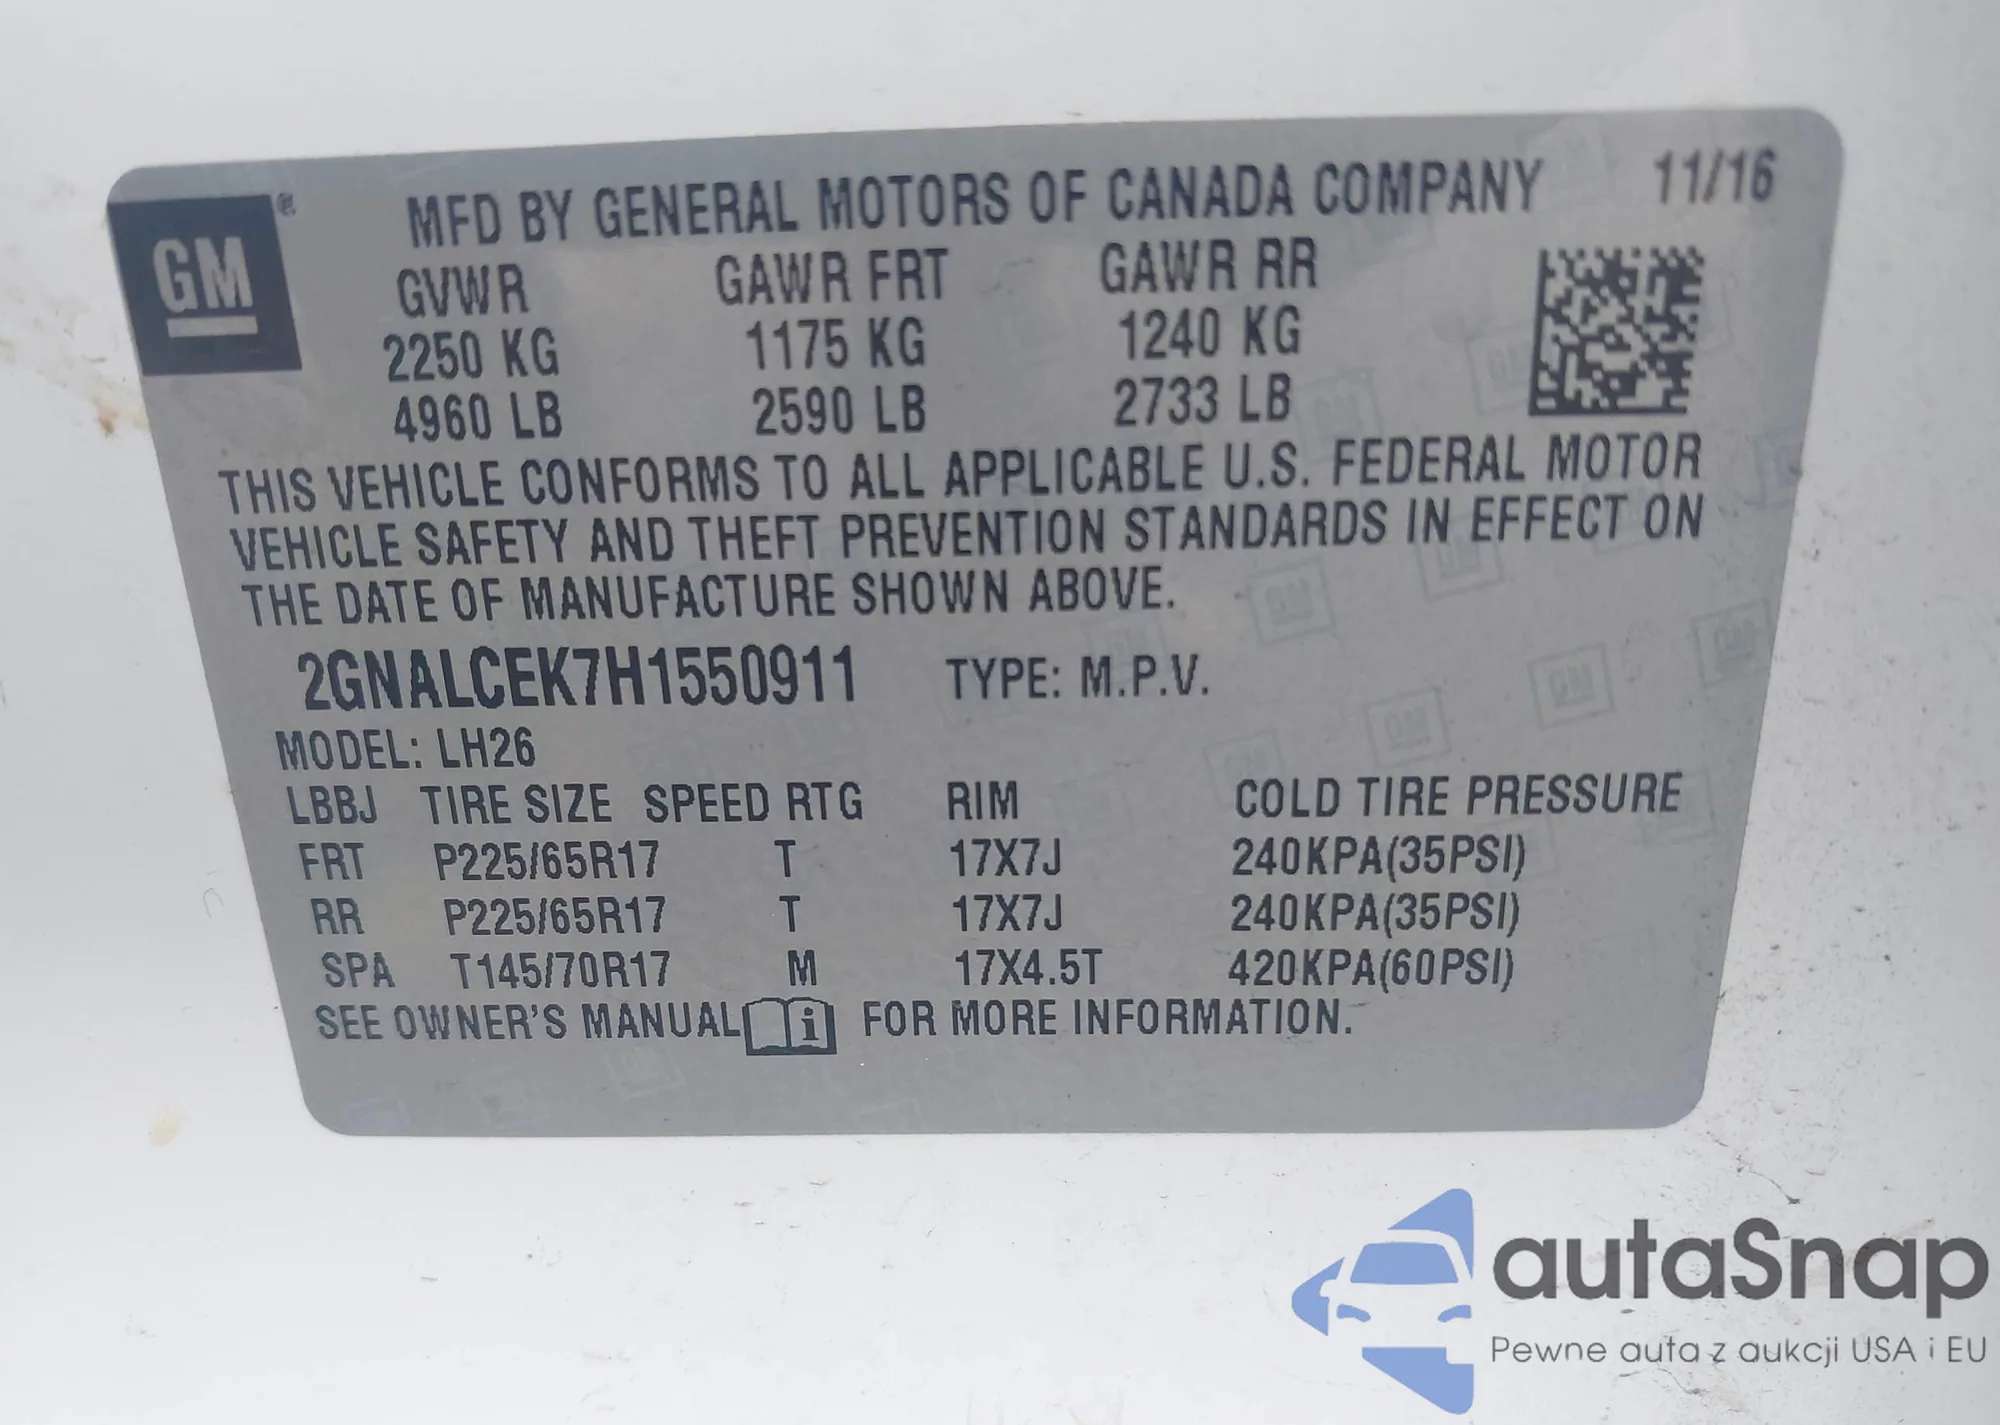 GM
MFD BY GENERAL MOTORS OF CANADA COMPANY 11/16
GVWR GAWR FRT GAWR RR
2250 KG 1175 KG 1240 KG
4960 LB 2590 LB 2733 LB
THIS VEHICLE CONFORMS TO ALL APPLICABLE U.S. FEDERAL MOTOR
VEHICLE SAFETY AND THEFT PREVENTION STANDARDS IN EFFECT ON
THE DATE OF MANUFACTURE SHOWN ABOVE.
2GNALCEK7H1550911 TYPE: M.P.V.
MODEL: LH26
LBBJ TIRE SIZE SPEED RTG RIM COLD TIRE PRESSURE
FRT P225/65R17 T 17X7J 240KPA(35PSI)
RR P225/65R17 T 17X7J 240KPA(35PSI)
SPA T145/70R17 M 17X4.5T 420KPA(60PSI)
SEE OWNER'S MANUAL i FOR MORE INFORMATION.
autaSnap
Pewne auta z aukcji USA i EU